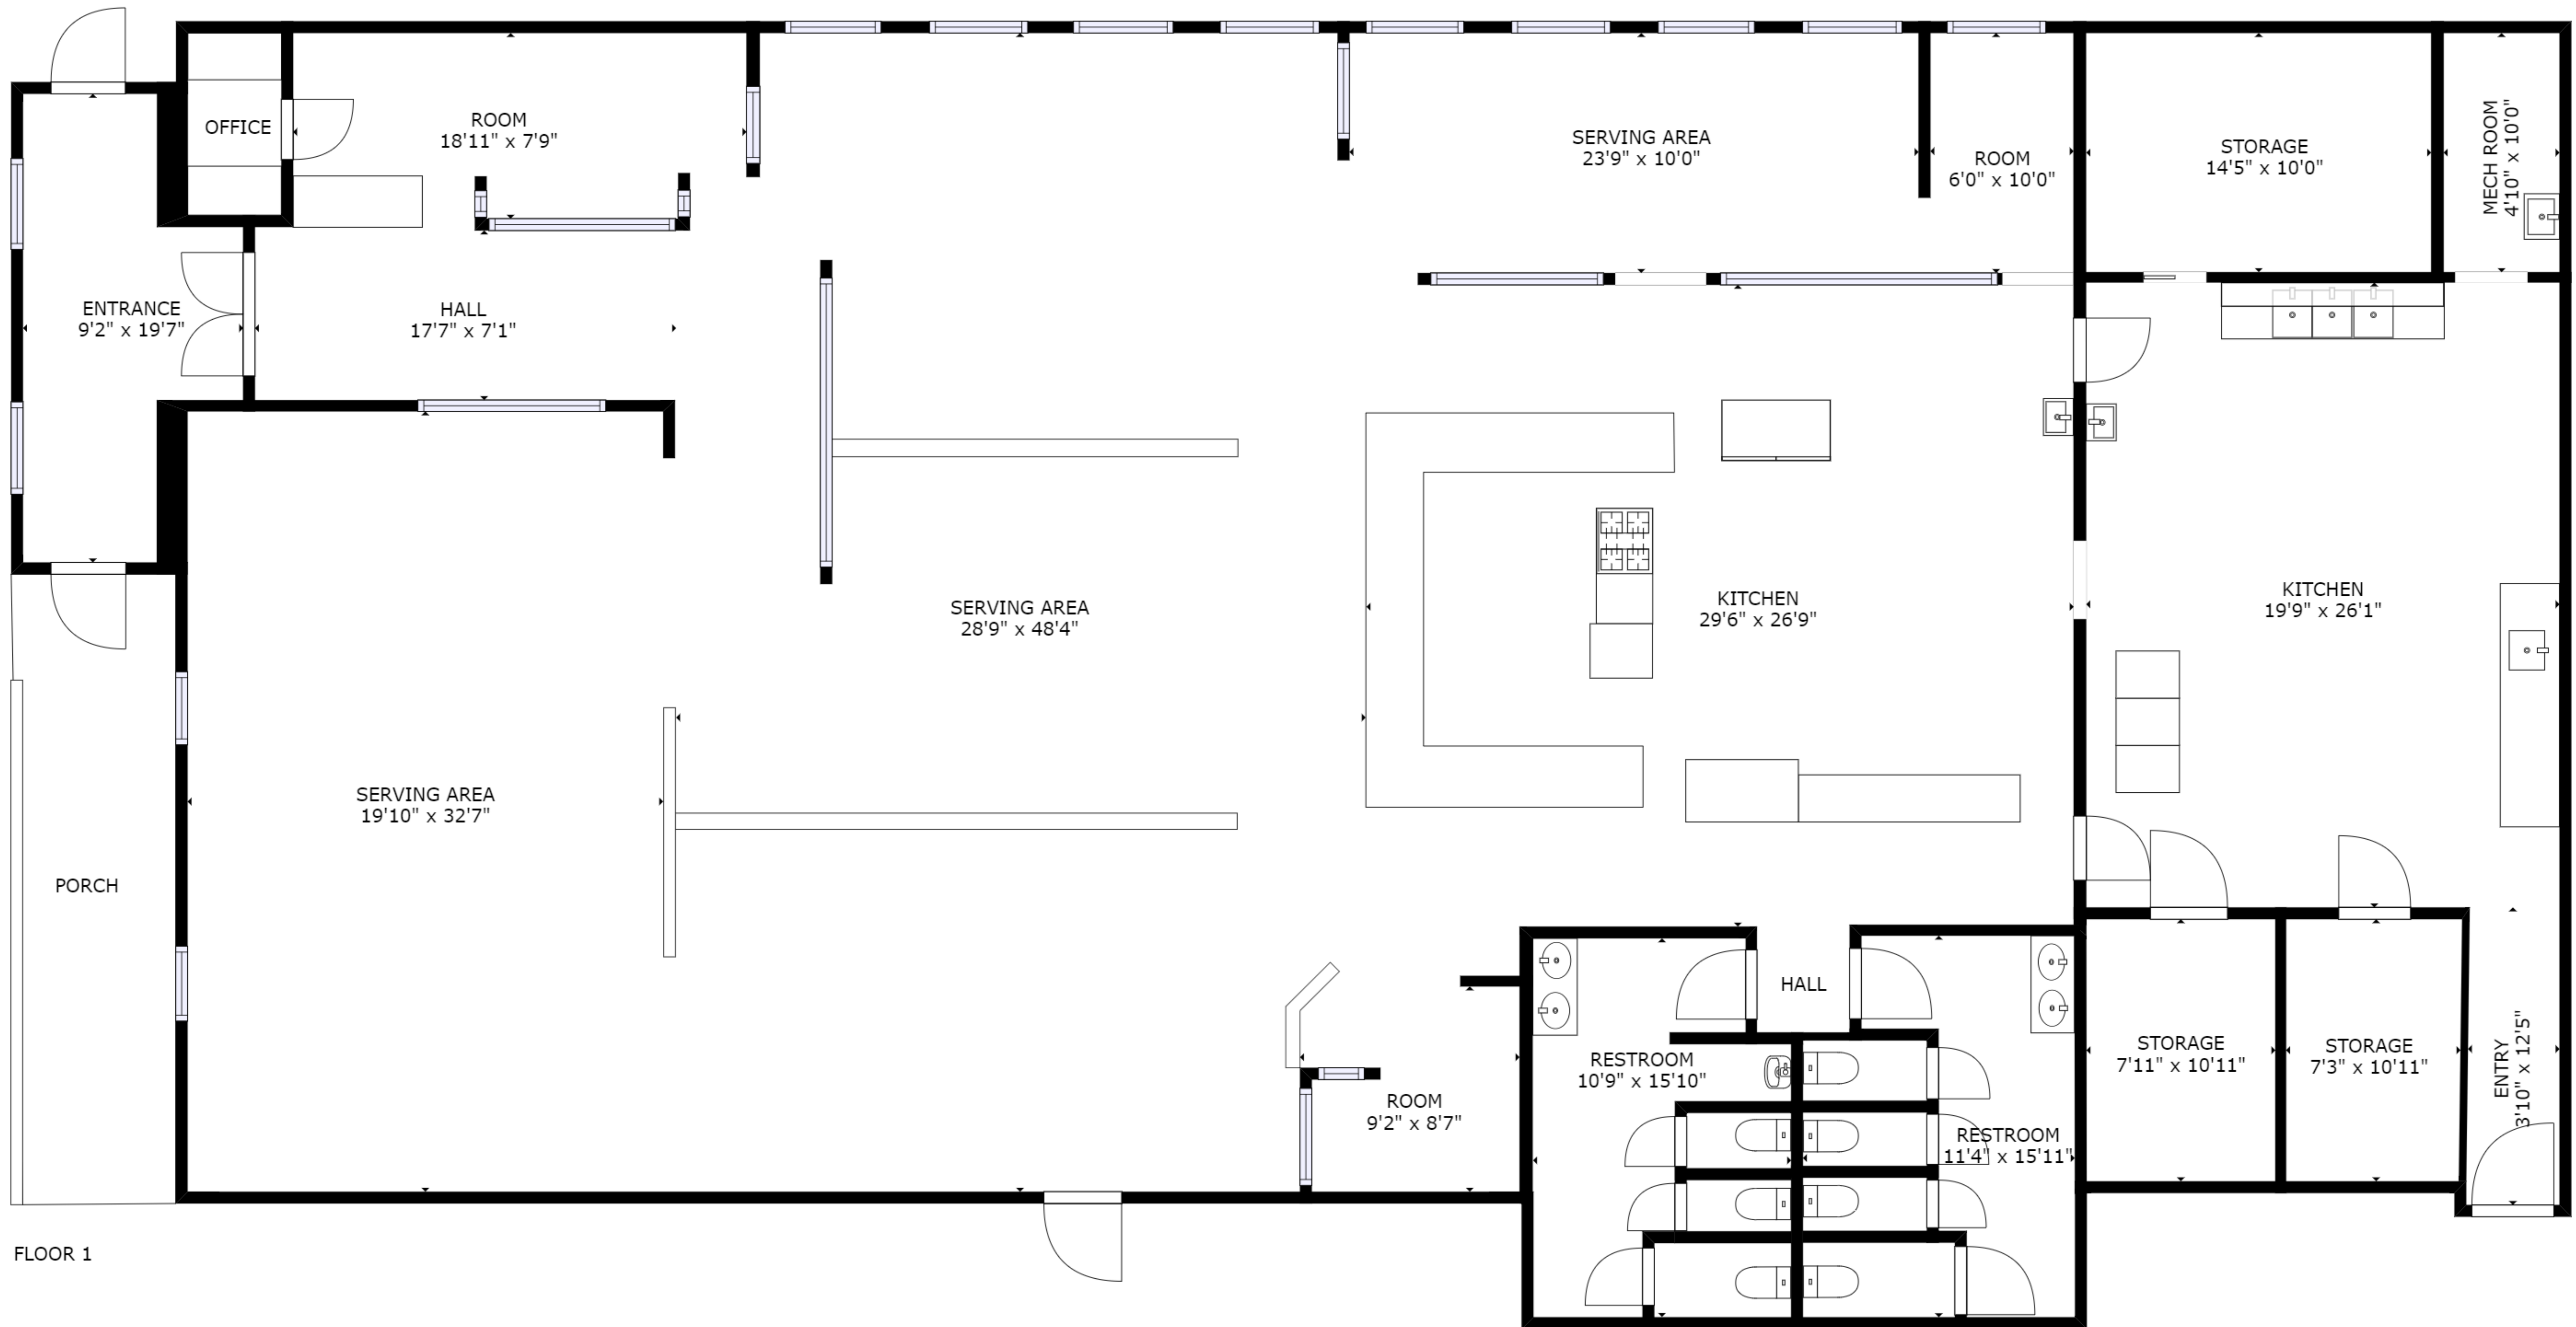 OFFICE
ROOM
18'11" x 7'9"
SERVING AREA
23'9" x 10'0"
ROOM
6'0" x 10'0"
STORAGE
14'5" x 10'0"
MECH ROOM
4'10" x 10'0"
ENTRANCE
9'2" x 19'7"
HALL
17'7" x 7'1"
SERVING AREA
28'9" x 48'4"
KITCHEN
29'6" x 26'9"
KITCHEN
19'9" x 26'1"
SERVING AREA
19'10" x 32'7"
PORCH
HALL
RESTROOM
10'9" x 15'10"
ROOM
9'2" x 8'7"
RESTROOM
11'4" x 15'11"
STORAGE
7'11" x 10'11"
STORAGE
7'3" x 10'11"
ENTRY
3'10" x 12'5"
FLOOR 1